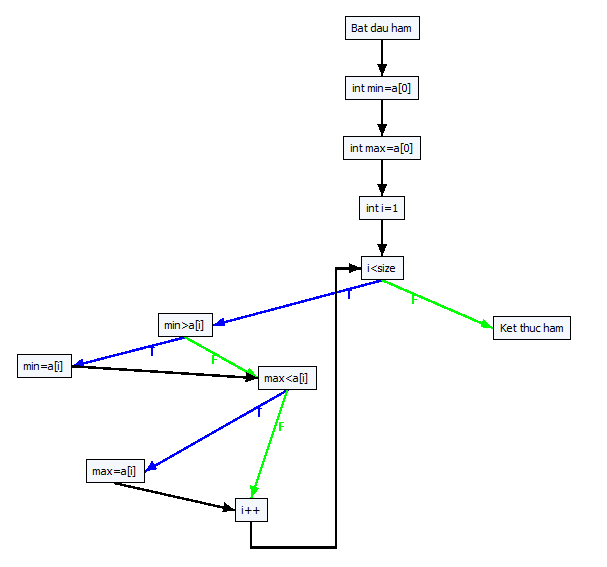 Bat dau ham
int min=a[0]
int max=a[0]
int i=1
i<size
T
F
min>a[i]
Ket thuc ham
T
F
min=a[i]
max<a[i]
T
F
max=a[i]
i++